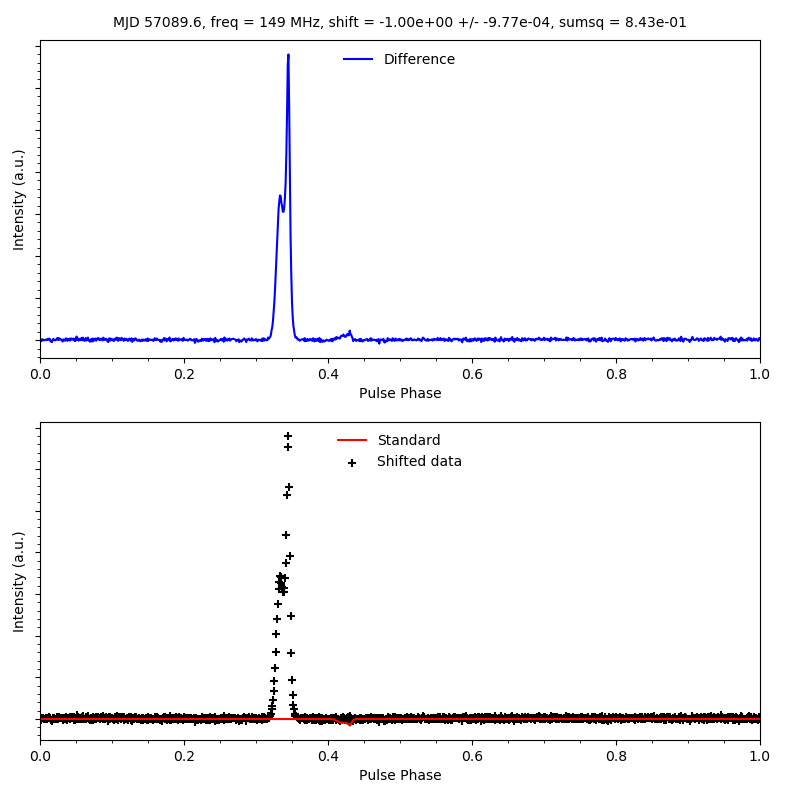 MJD 57089.6, freq = 149 MHz, shift = -1.00e+00 +/- -9.77e-04, sumsq = 8.43e-01
Difference
Intensity (a.u.)
0.0 0.2 0.4 0.6 0.8 1.0
Pulse Phase
Standard
Shifted data
Intensity (a.u.)
0.0 0.2 0.4 0.6 0.8 1.0
Pulse Phase